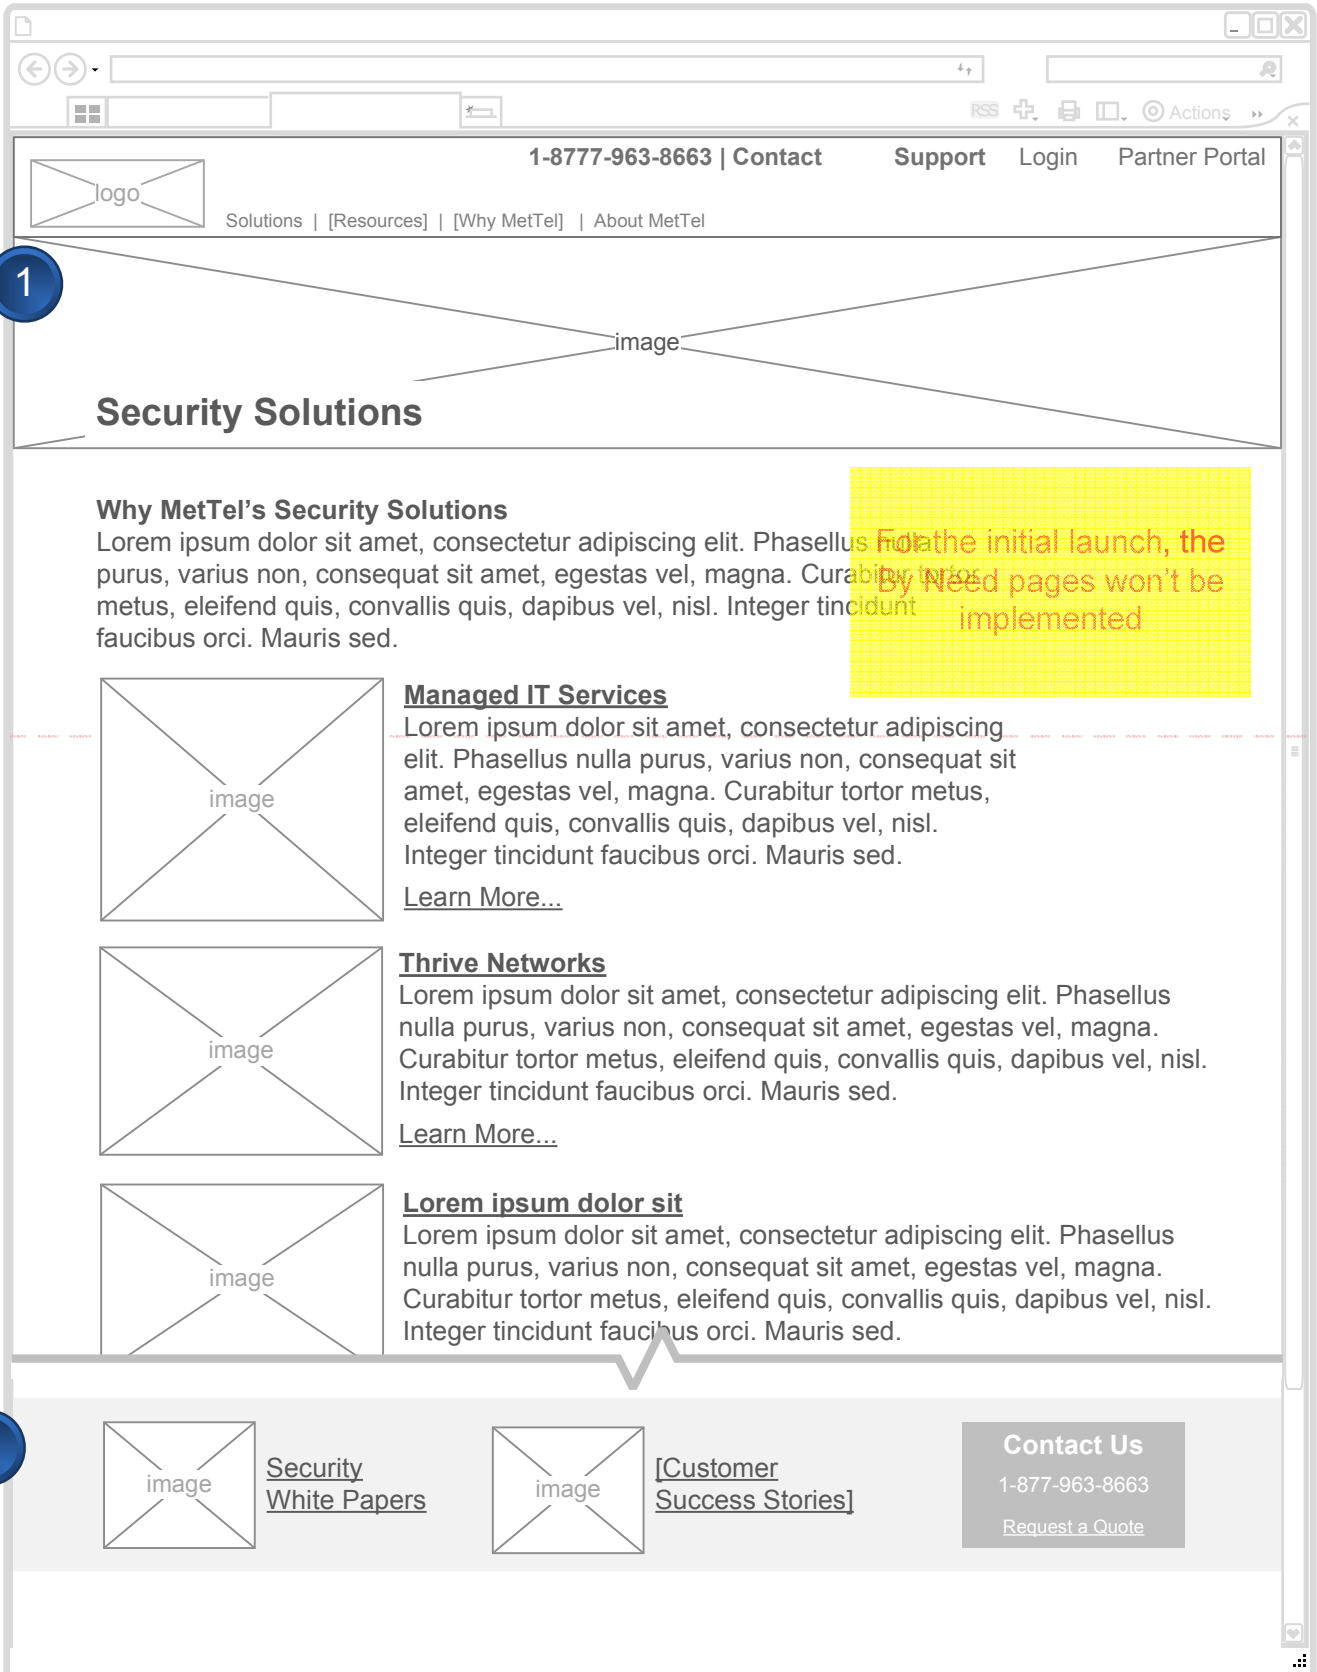 RSS
Actions
1-8777-963-8663 | Contact
Support
Login
Partner Portal
logo
Solutions | [Resources] | [Why MetTel] | About MetTel
1
image
Security Solutions
Why MetTel’s Security Solutions
Lorem ipsum dolor sit amet, consectetur adipiscing elit. Phasellus nulla
purus, varius non, consequat sit amet, egestas vel, magna. Curabitur tortor
metus, eleifend quis, convallis quis, dapibus vel, nisl. Integer tincidunt
faucibus orci. Mauris sed.
For the initial launch, the
By Need pages won’t be
implemented
image
Managed IT Services
Lorem ipsum dolor sit amet, consectetur adipiscing
elit. Phasellus nulla purus, varius non, consequat sit
amet, egestas vel, magna. Curabitur tortor metus,
eleifend quis, convallis quis, dapibus vel, nisl.
Integer tincidunt faucibus orci. Mauris sed.
Learn More...
image
Thrive Networks
Lorem ipsum dolor sit amet, consectetur adipiscing elit. Phasellus
nulla purus, varius non, consequat sit amet, egestas vel, magna.
Curabitur tortor metus, eleifend quis, convallis quis, dapibus vel, nisl.
Integer tincidunt faucibus orci. Mauris sed.
Learn More...
image
Lorem ipsum dolor sit
Lorem ipsum dolor sit amet, consectetur adipiscing elit. Phasellus
nulla purus, varius non, consequat sit amet, egestas vel, magna.
Curabitur tortor metus, eleifend quis, convallis quis, dapibus vel, nisl.
Integer tincidunt faucibus orci. Mauris sed.
image
Security
White Papers
image
[Customer
Success Stories]
Contact Us
1-877-963-8663
Request a Quote